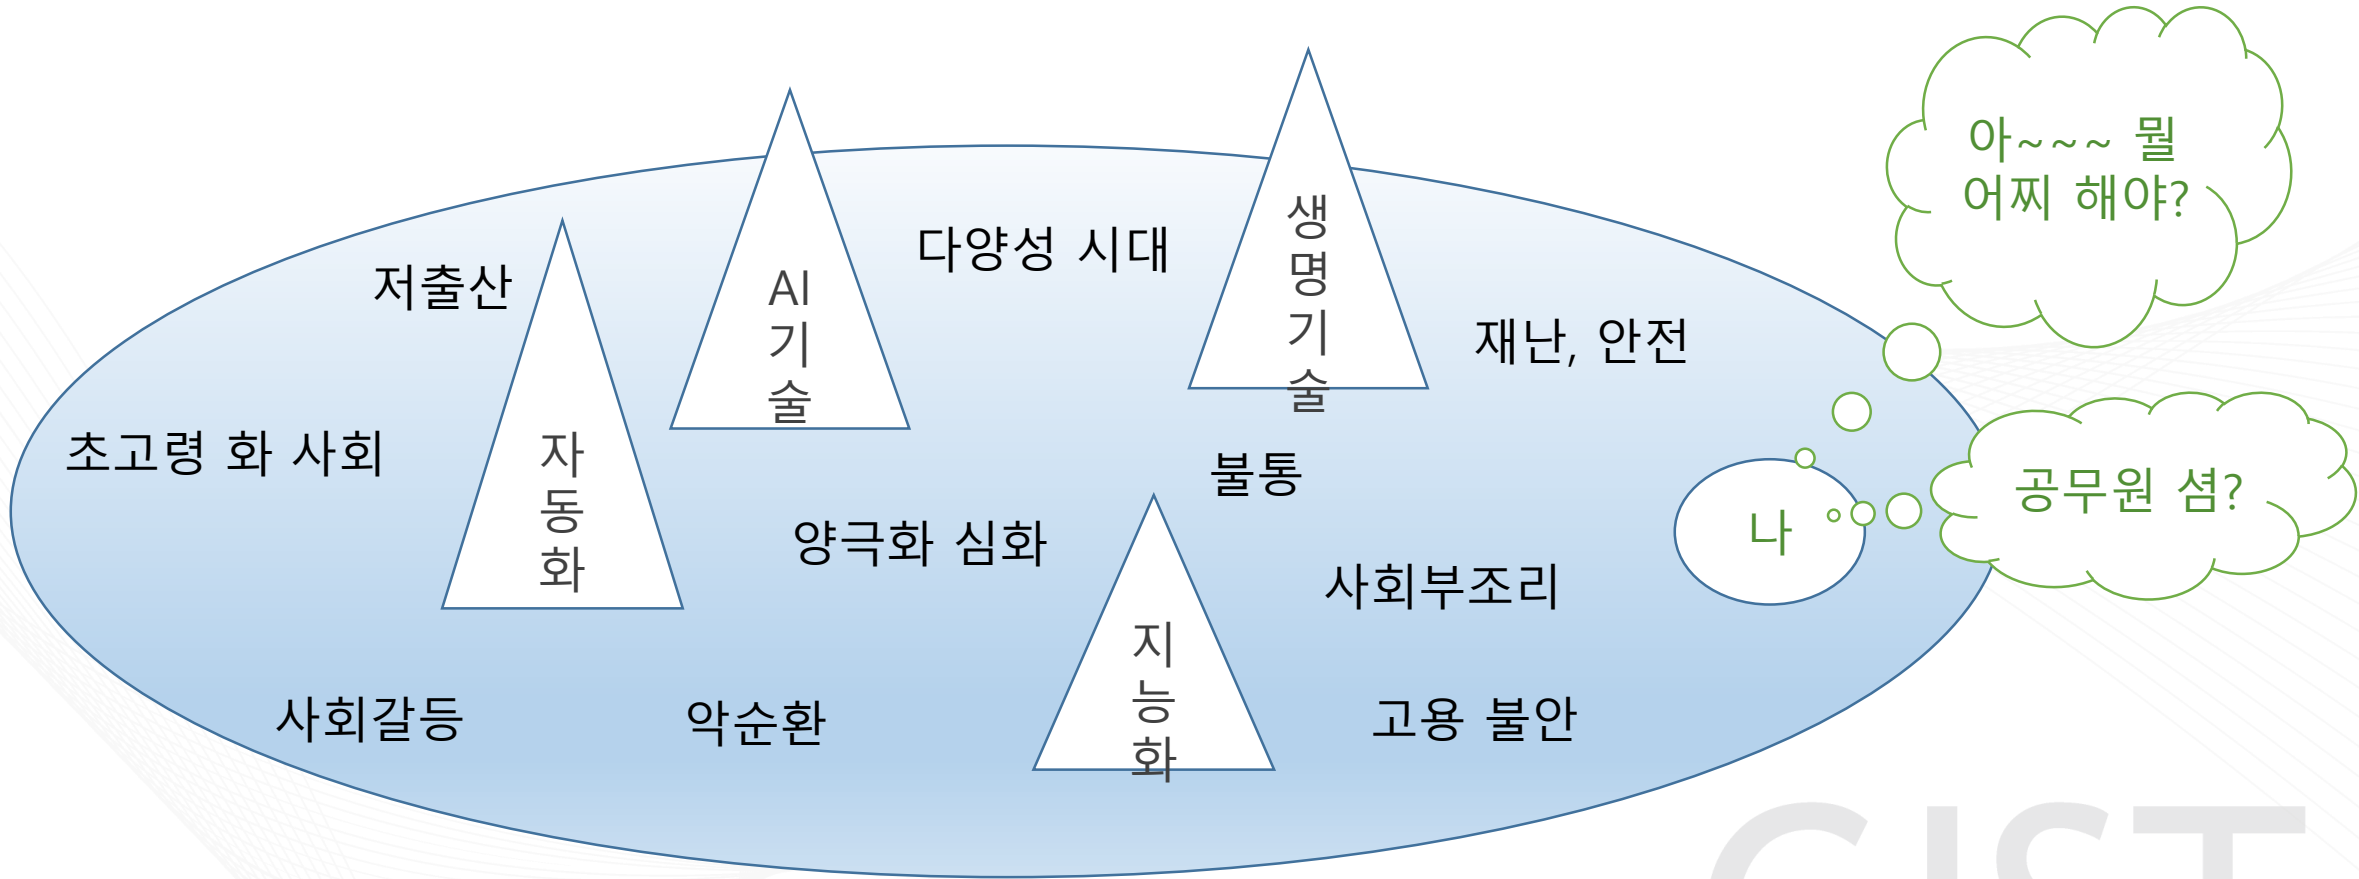 아~~~ 뭘
어찌 해야?
생
명
기
술
다양성 시대
AI
기
술
저출산
재난, 안전
초고령 화 사회
자
동
화
불통
공무원 셤?
나
양극화 심화
사회부조리
지
능
화
사회갈등
악순환
고용 불안
GIST